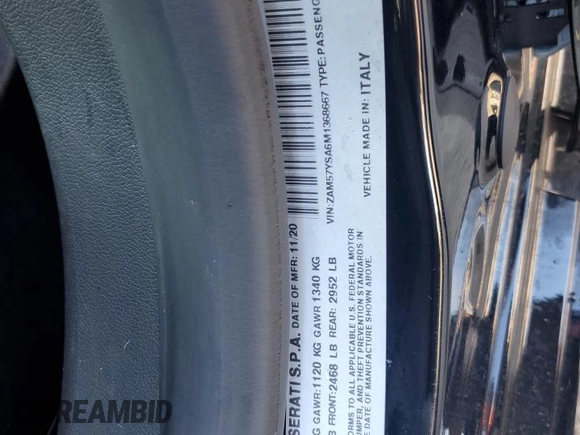 SERATI S.P.A. DATE OF MFR: 11/20
G GAWR:1120 KG GAWR 1340 KG
B FRONT:2468 LB REAR: 2952 LB
S TO ALL APPLICABLE U.S. FEDERAL MOTOR
UMPER, AND THEFT PREVENTION STANDARDS IN
E DATE OF MANUFACTURE SHOWN ABOVE.
VIN:ZAM57YSA6M1368667 TYPE:PASSENG
VEHICLE MADE IN: ITALY
REAMBID